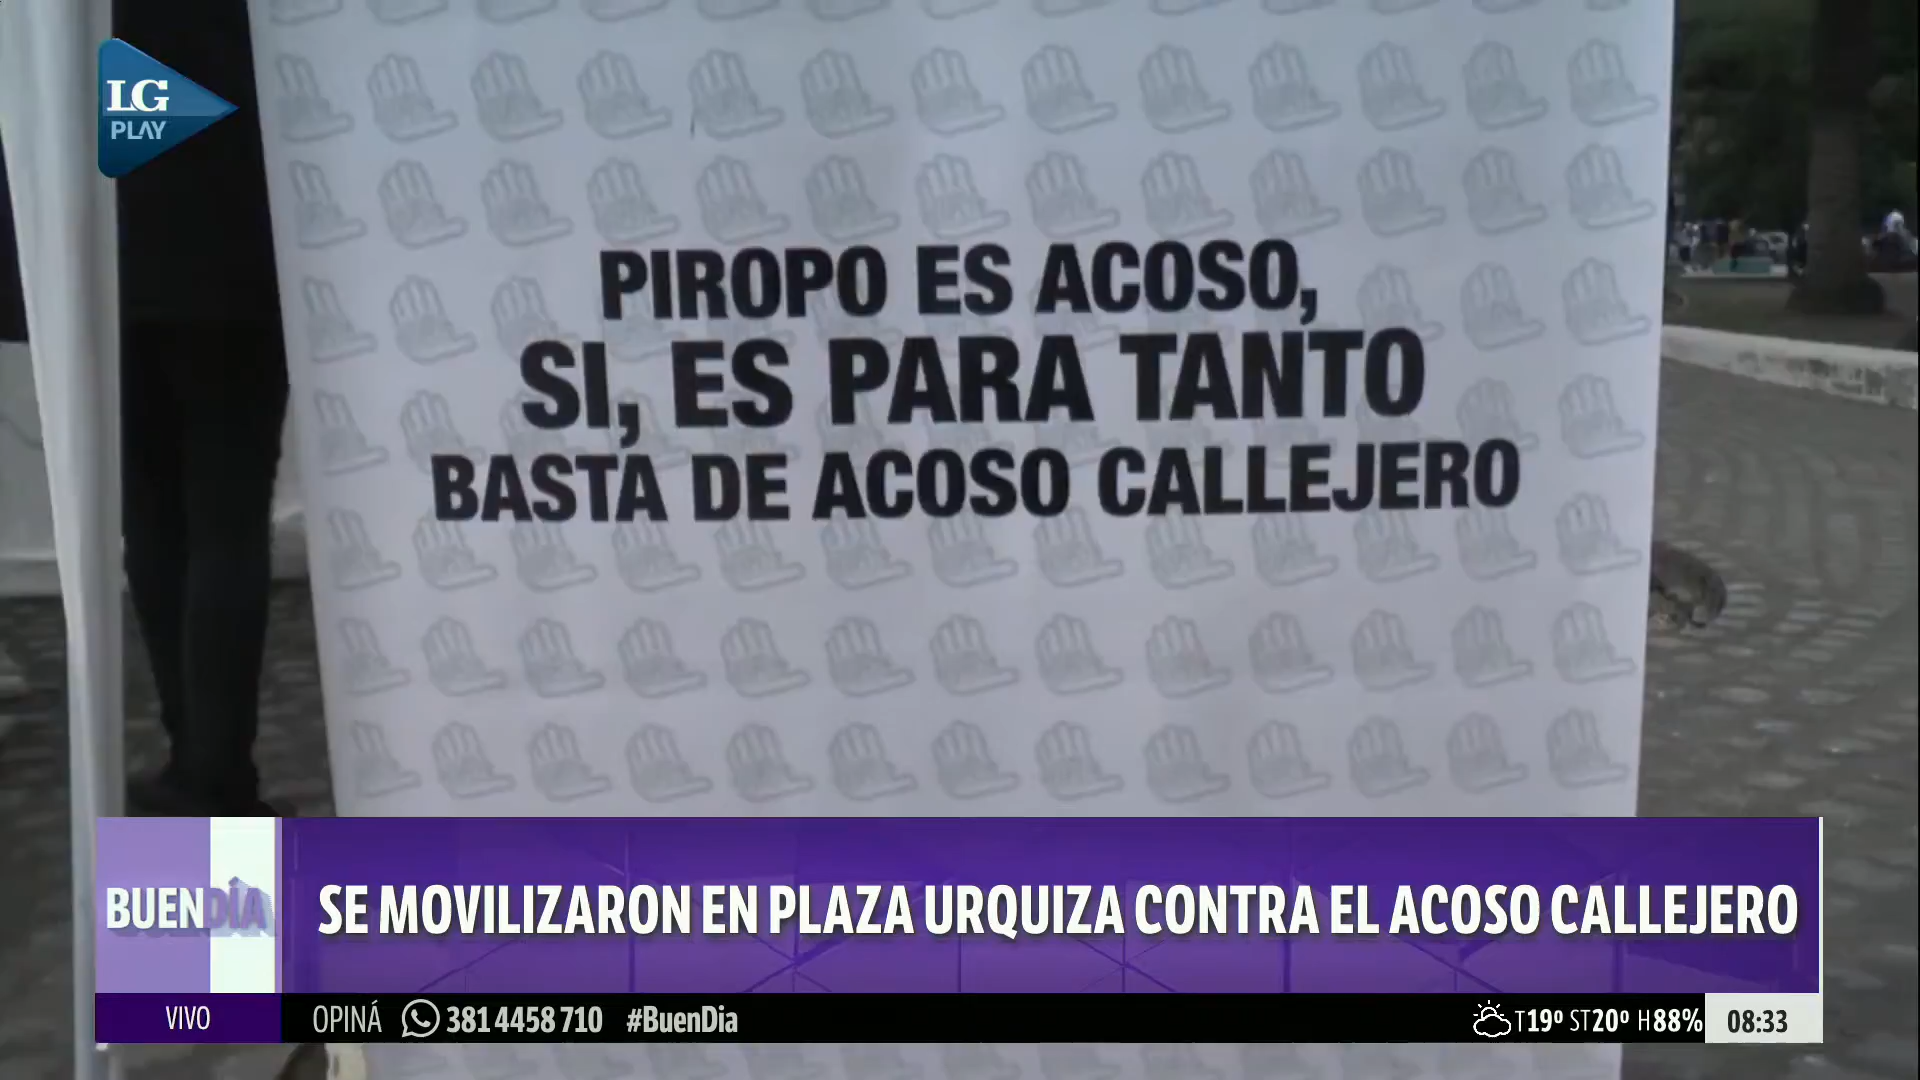 LG
PLAY
PIROPO ES ACOSO,
SI, ES PARA TANTO
BASTA DE ACOSO CALLEJERO
BUENDÍA
SE MOVILIZARON EN PLAZA URQUIZA CONTRA EL ACOSO CALLEJERO
VIVO
OPINÁ 381 4458 710 #BuenDia
T19º ST20º H88%
08:33